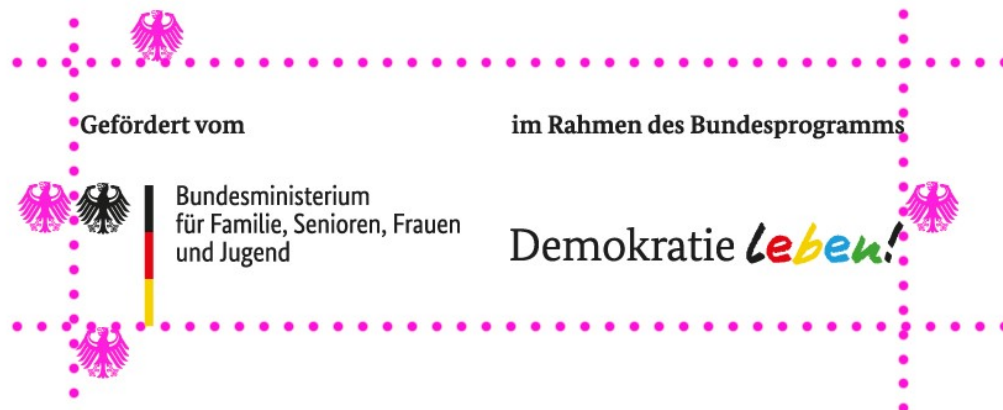 Gefördert vom
im Rahmen des Bundesprogramms
Bundesministerium
für Familie, Senioren, Frauen
und Jugend
Demokratie leben!